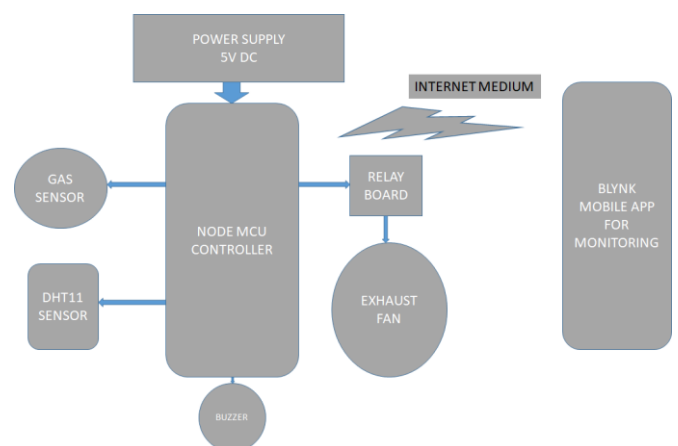 POWER SUPPLY
5V DC
INTERNET MEDIUM
GAS
SENSOR
RELAY
BOARD
NODE MCU
CONTROLLER
BLYNK
MOBILE APP
FOR
MONITORING
DHT11
SENSOR
EXHAUST
FAN
BUZZER